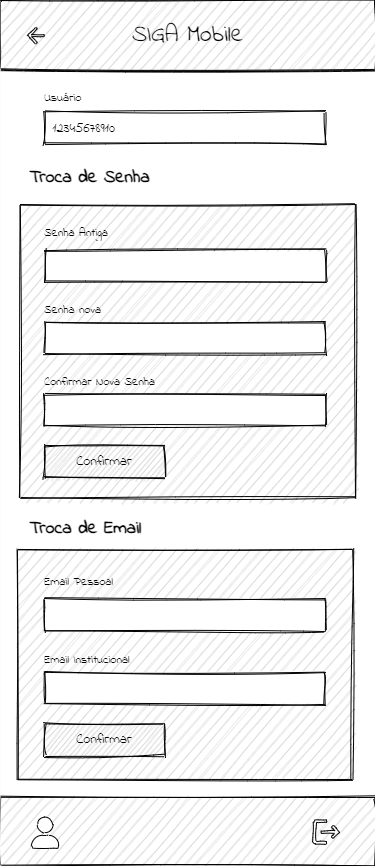 SIGA Mobile
Usuário
12345678910
Troca de Senha
Senha Antiga
Senha nova
Confirmar Nova Senha
Confirmar
Troca de Email
Email Pessoal
Email Institucional
Confirmar